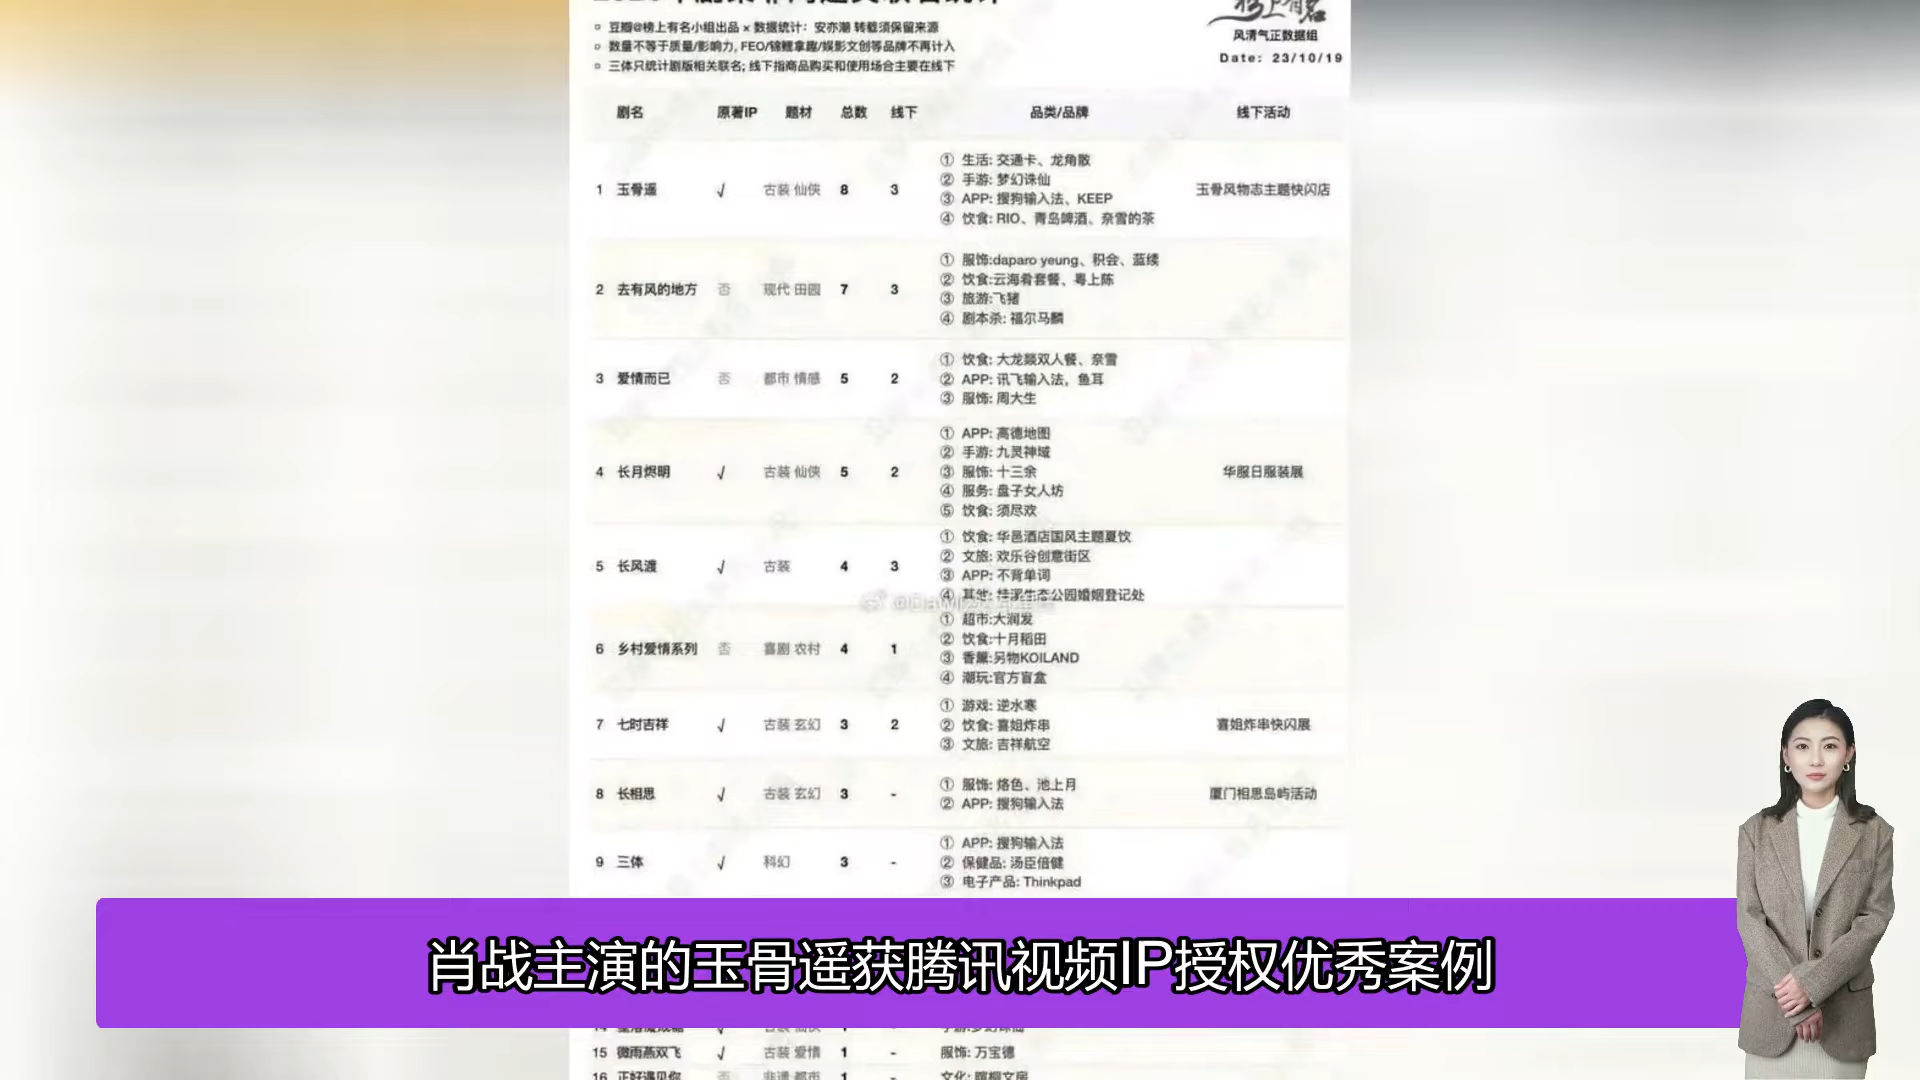 豆瓣@榜上有名小组出品 × 数据统计：安亦潮 转载须保留来源
数量不等于质量/影响力, FEO/锦鲤拿趣/娱影文创等品牌不再计入
三体只统计剧版相关联名; 线下指商品购买和使用场合主要在线下
榜上有名
风清气正数据组
Date: 23/10/19
剧名 原著IP 题材 总数 线下 品类/品牌 线下活动
1 玉骨遥 √ 古装 仙侠 8 3 玉骨风物志主题快闪店
① 生活: 交通卡、龙角散
② 手游: 梦幻诛仙
③ APP: 搜狗输入法、KEEP
④ 饮食: RIO、青岛啤酒、奈雪的茶
2 去有风的地方 否 现代 田园 7 3
① 服饰:daparo yeung、积会、蓝续
② 饮食:云海肴套餐、粤上陈
③ 旅游:飞猪
④ 剧本杀: 福尔马麟
3 爱情而已 否 都市 情感 5 2
① 饮食: 大龙燚双人餐、奈雪
② APP: 讯飞输入法，鱼耳
③ 服饰: 周大生
4 长月烬明 √ 古装 仙侠 5 2 华服日服装展
① APP: 高德地图
② 手游: 九灵神域
③ 服饰: 十三余
④ 服务: 盘子女人坊
⑤ 饮食: 须尽欢
5 长风渡 √ 古装 4 3
① 饮食: 华邑酒店国风主题夏饮
② 文旅: 欢乐谷创意街区
③ APP: 不背单词
④ 其他: 桂溪生态公园婚姻登记处
6 乡村爱情系列 否 喜剧 农村 4 1
① 超市:大润发
② 饮食:十月稻田
③ 香薰:另物KOILAND
④ 潮玩:官方盲盒
7 七时吉祥 √ 古装 玄幻 3 2 喜姐炸串快闪展
① 游戏: 逆水寒
② 饮食: 喜姐炸串
③ 文旅: 吉祥航空
8 长相思 √ 古装 玄幻 3 - 厦门相思岛屿活动
① 服饰: 烙色、池上月
② APP: 搜狗输入法
9 三体 √ 科幻 3 -
① APP: 搜狗输入法
② 保健品: 汤臣倍健
③ 电子产品: Thinkpad
肖战主演的玉骨遥获腾讯视频IP授权优秀案例
15 微雨燕双飞 √ 古装 爱情 1 - 服饰: 万宝德
16 正好遇见你